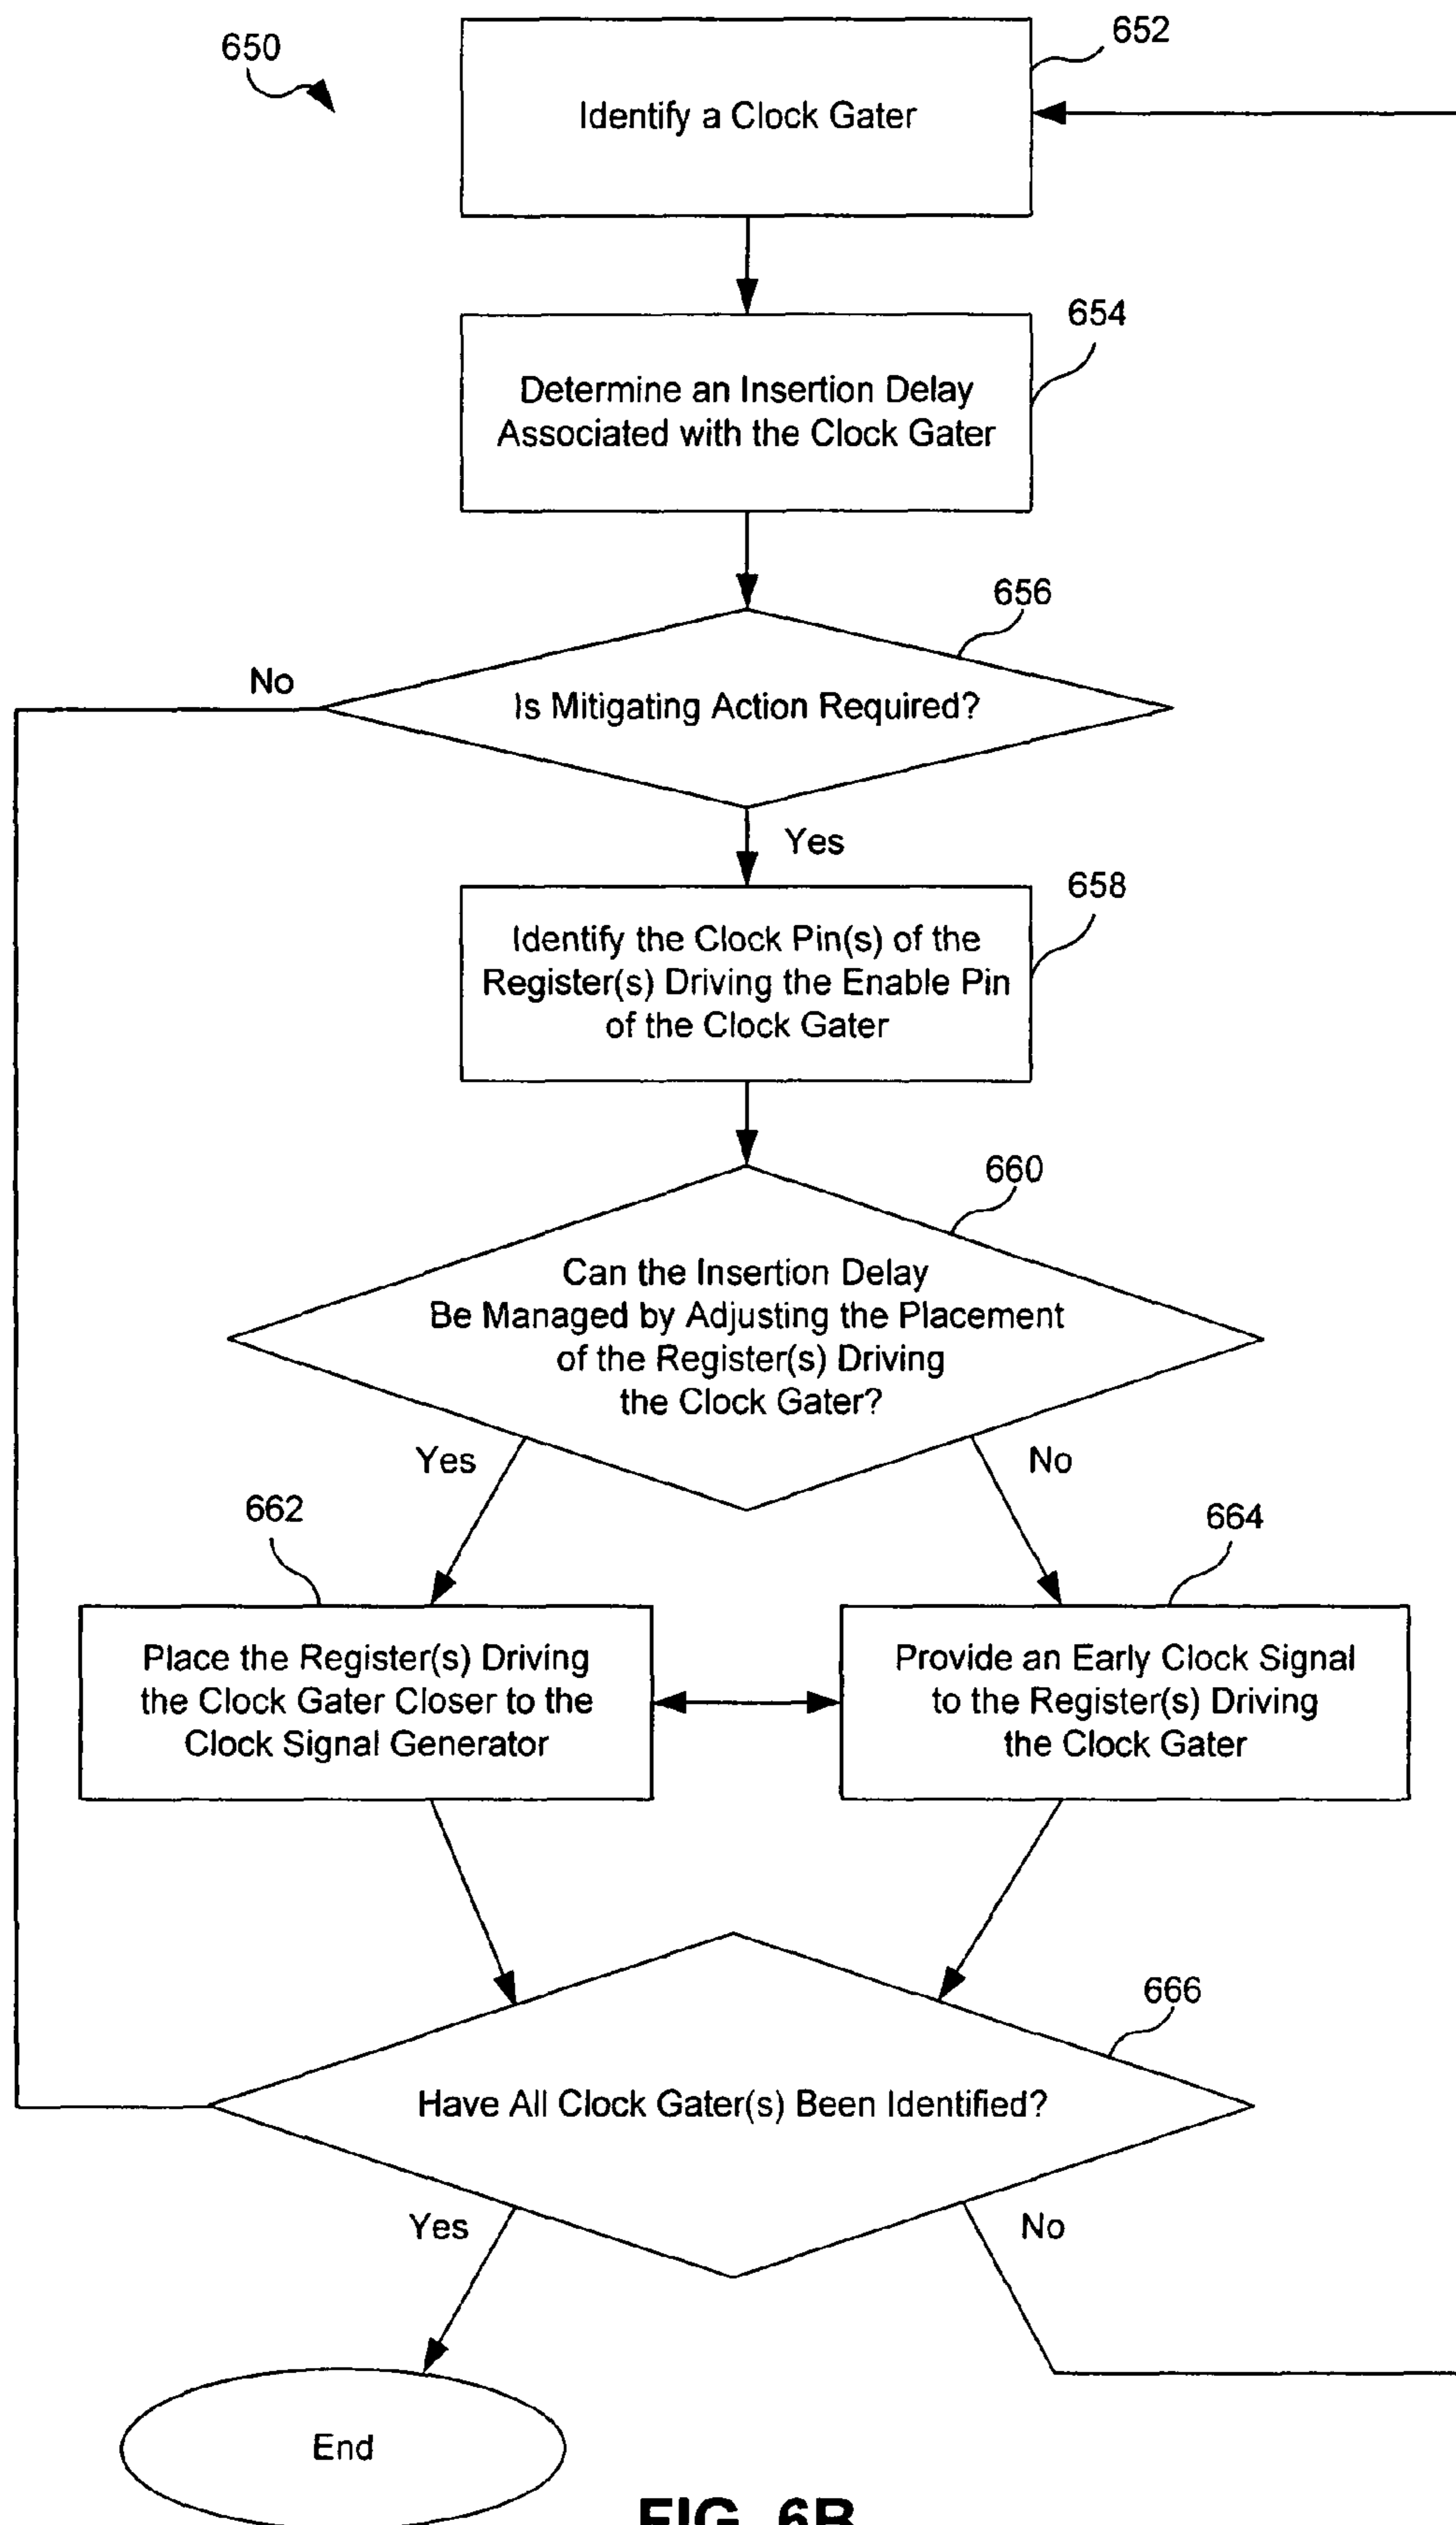 650
652
Identify a Clock Gater
654
Determine an Insertion Delay
Associated with the Clock Gater
656
No
Is Mitigating Action Required?
Yes
658
Identify the Clock Pin(s) of the
Register(s) Driving the Enable Pin
of the Clock Gater
660
Can the Insertion Delay
Be Managed by Adjusting the Placement
of the Register(s) Driving
the Clock Gater?
Yes
No
662
664
Place the Register(s) Driving
the Clock Gater Closer to the
Clock Signal Generator
Provide an Early Clock Signal
to the Register(s) Driving
the Clock Gater
666
Have All Clock Gater(s) Been Identified?
Yes
No
End
FIG. 6B